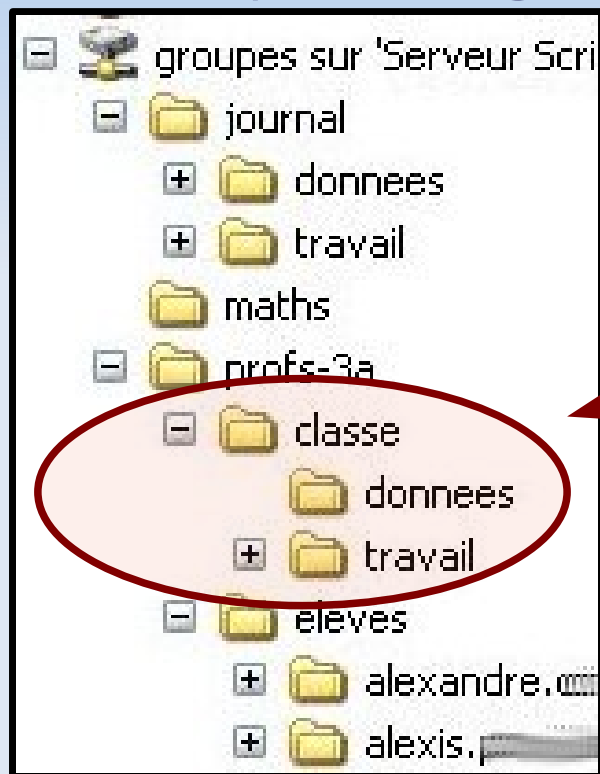 groupes sur 'Serveur Scri
journal
donnees
travail
maths
profs-3a
classe
donnees
travail
eleves
alexandre.
alexis.